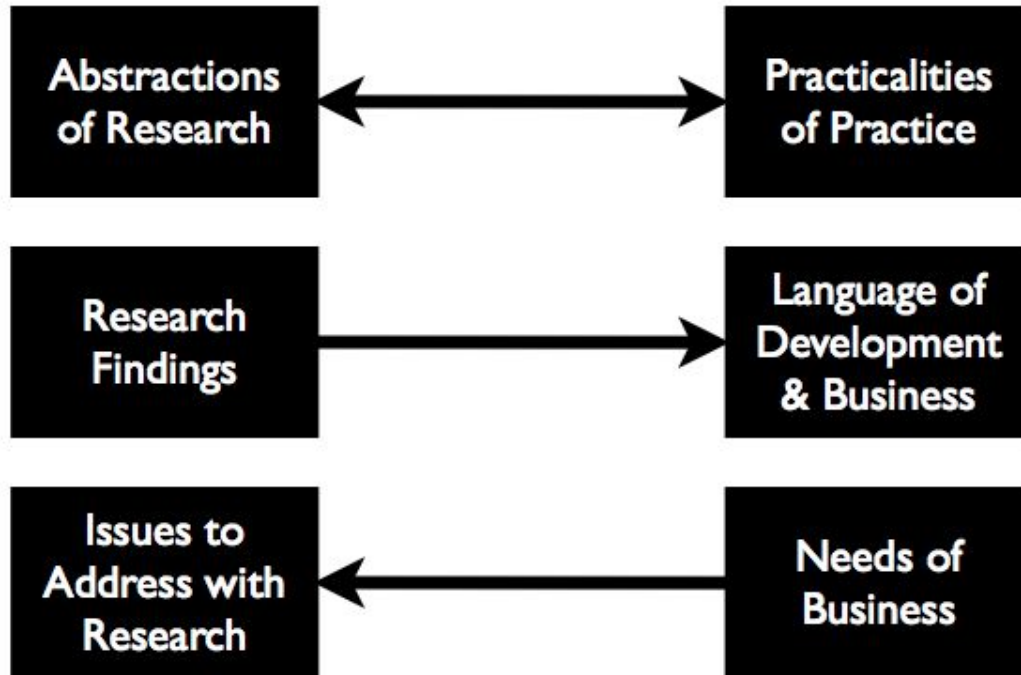 Abstractions
of Research
Practicalities
of Practice
Research
Findings
Language of
Development
& Business
Issues to
Address with
Research
Needs of
Business